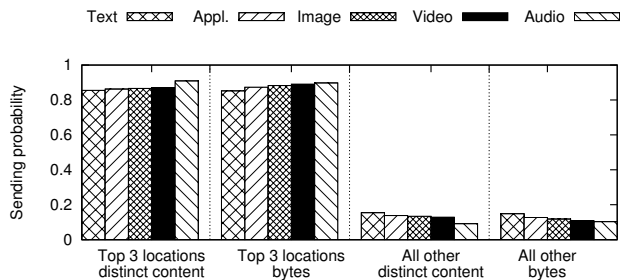 Text Appl. Image Video Audio
Sending probability
1
0.8
0.6
0.4
0.2
0
Top 3 locations
distinct content
Top 3 locations
bytes
All other
distinct content
All other
bytes